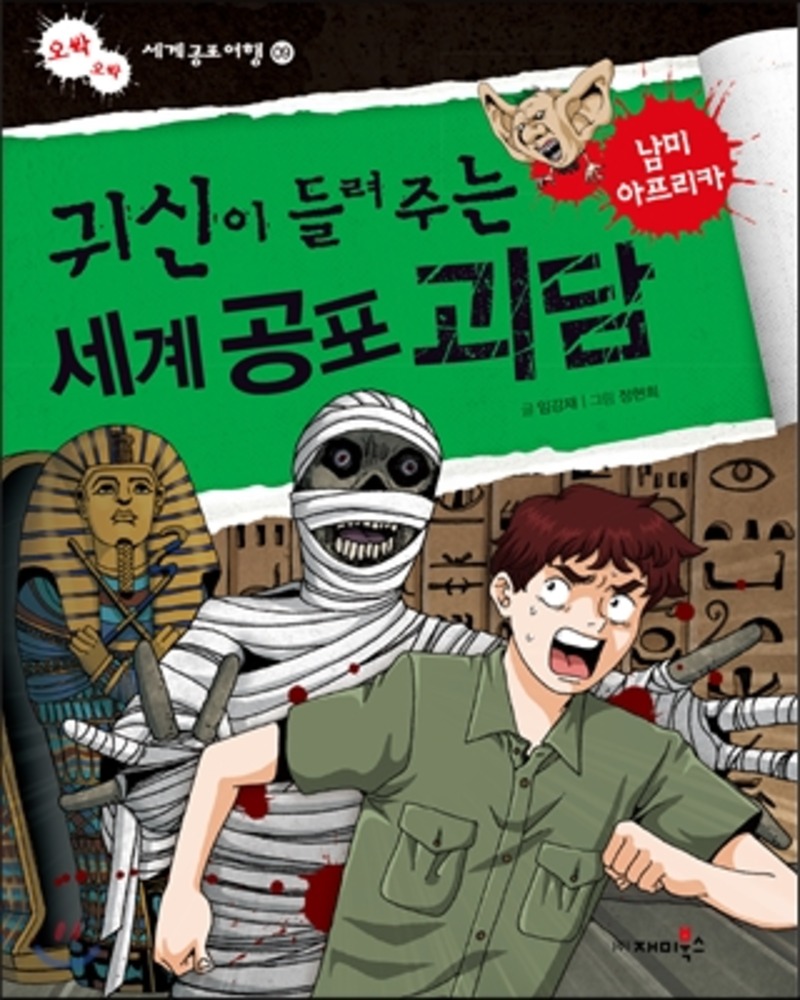 오싹
오싹
세계공포여행 09
남미
아프리카
귀신이 들려주는
세계 공포 괴담
글 임강재 | 그림 정현희
(주)재미북스